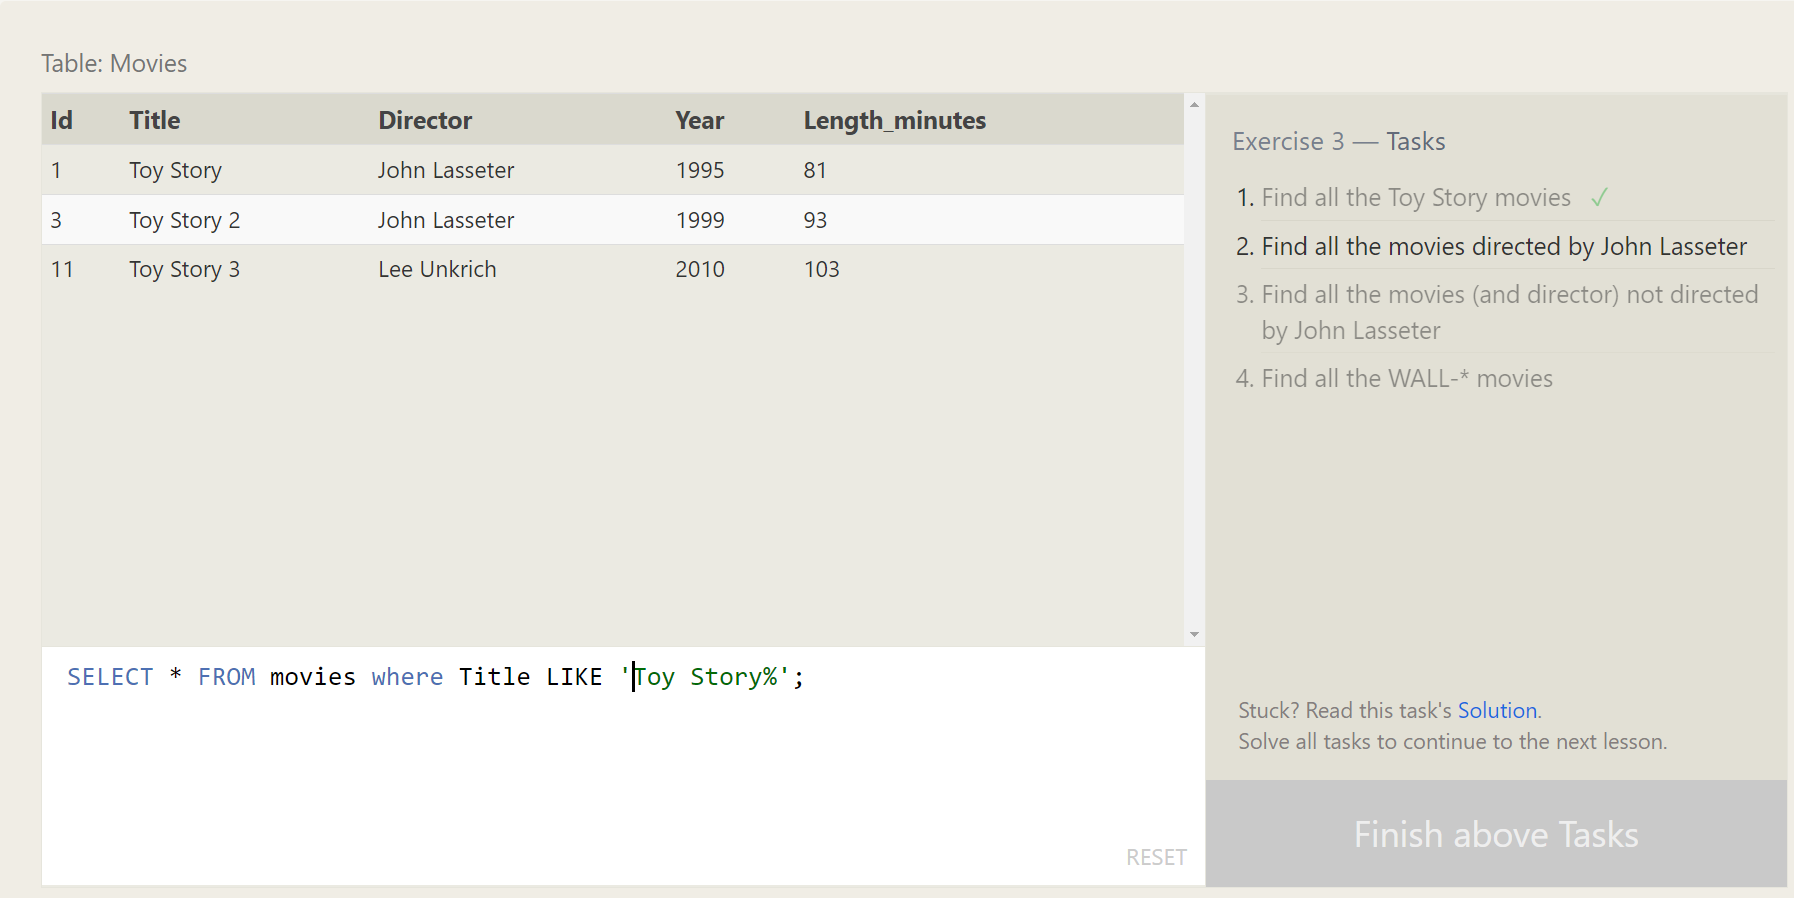 Table: Movies
Id Title Director Year Length_minutes
1 Toy Story John Lasseter 1995 81
3 Toy Story 2 John Lasseter 1999 93
11 Toy Story 3 Lee Unkrich 2010 103
SELECT * FROM movies where Title LIKE 'Toy Story%';
RESET
Exercise 3 — Tasks
1. Find all the Toy Story movies ✓
2. Find all the movies directed by John Lasseter
3. Find all the movies (and director) not directed
by John Lasseter
4. Find all the WALL-* movies
Stuck? Read this task's Solution.
Solve all tasks to continue to the next lesson.
Finish above Tasks